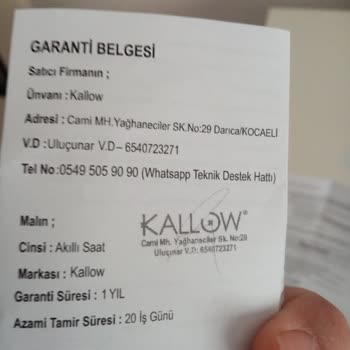 GARANTİ BELGESİ
Satıcı Firmanın ;
Ünvanı : Kallow
Adresi : Cami MH.Yağhaneciler SK.No:29 Darıca/KOCAELİ
V.D : Uluçunar V.D– 6540723271
Tel No :0549 505 90 90 (Whatsapp Teknik Destek Hattı)
Malın ;
Cinsi : Akıllı Saat
Markası : Kallow
Garanti Süresi : 1 YIL
Azami Tamir Süresi : 20 İş Günü
KALLOW®
Cami Mh. Yağhaneciler Sk. No:29
Uluçunar V.D: 6540723271